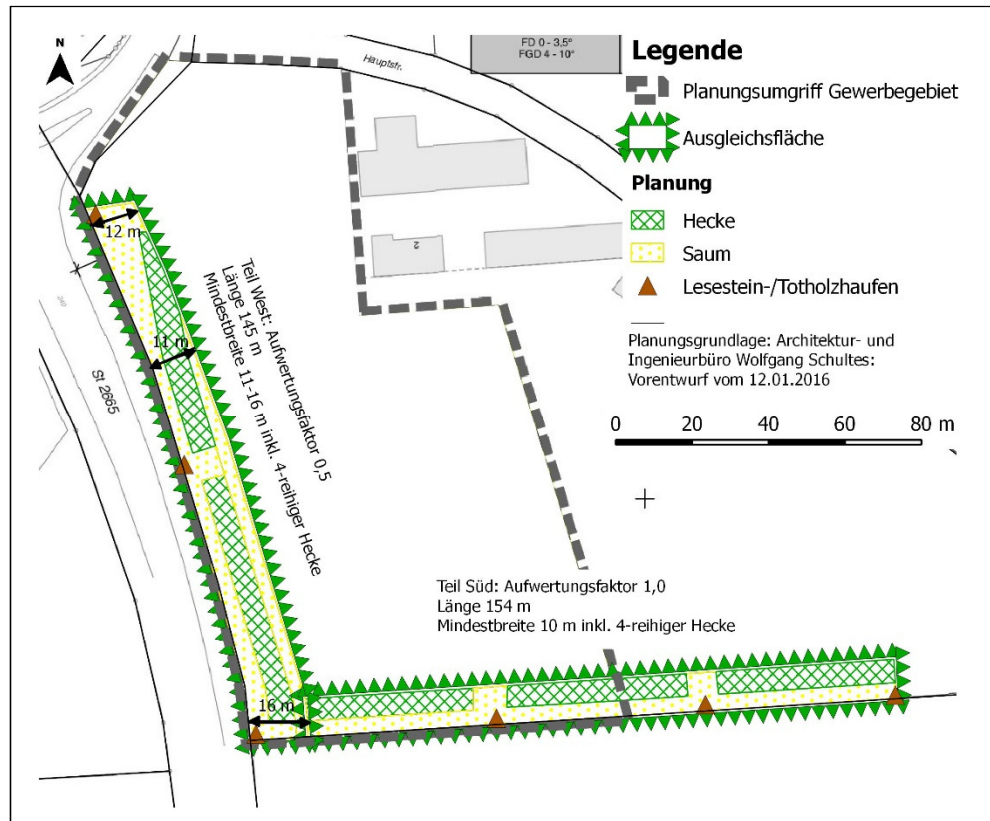 N
Hauptstr.
FD 0 - 3,5°
FGD 4 - 10°
Legende
Planungsumgriff Gewerbegebiet
Ausgleichsfläche
Planung
Hecke
Saum
Lesestein-/Totholzhaufen
Planungsgrundlage: Architektur- und
Ingenieurbüro Wolfgang Schultes:
Vorentwurf vom 12.01.2016
0 20 40 60 80 m
2
12 m
11 m
16 m
St 2665
Teil West: Aufwertungsfaktor 0,5
Länge 145 m
Mindestbreite 11-16 m inkl. 4-reihiger Hecke
Teil Süd: Aufwertungsfaktor 1,0
Länge 154 m
Mindestbreite 10 m inkl. 4-reihiger Hecke